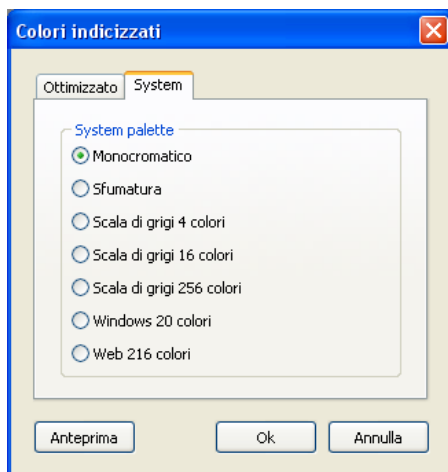 Colori indicizzati
Ottimizzato System
System palette
Monocromatico
Sfumatura
Scala di grigi 4 colori
Scala di grigi 16 colori
Scala di grigi 256 colori
Windows 20 colori
Web 216 colori
Anteprima Ok Annulla